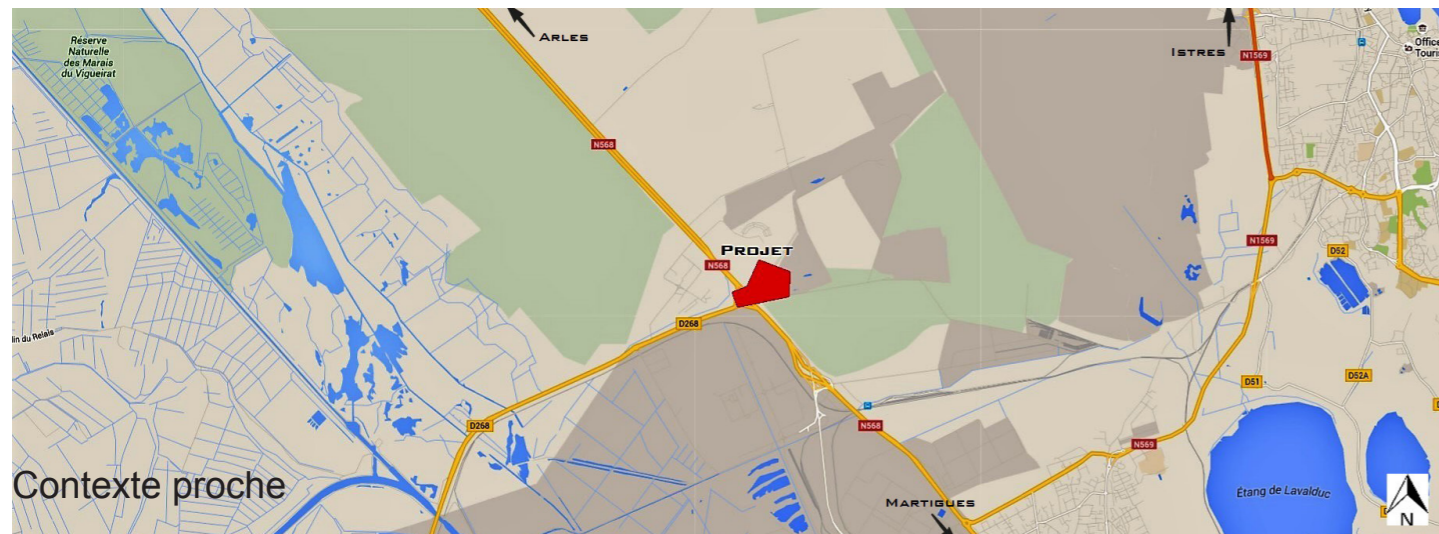 ARLES
ISTRES
Réserve
Naturelle
des Marais
du Vigueirat
Office
N1569
N568
PROJET
N568
N1569
D52
D268
lin du Relais
D51
D52A
D268
N568
N569
Contexte proche
MARTIGUES
Étang de Lavalduc
N